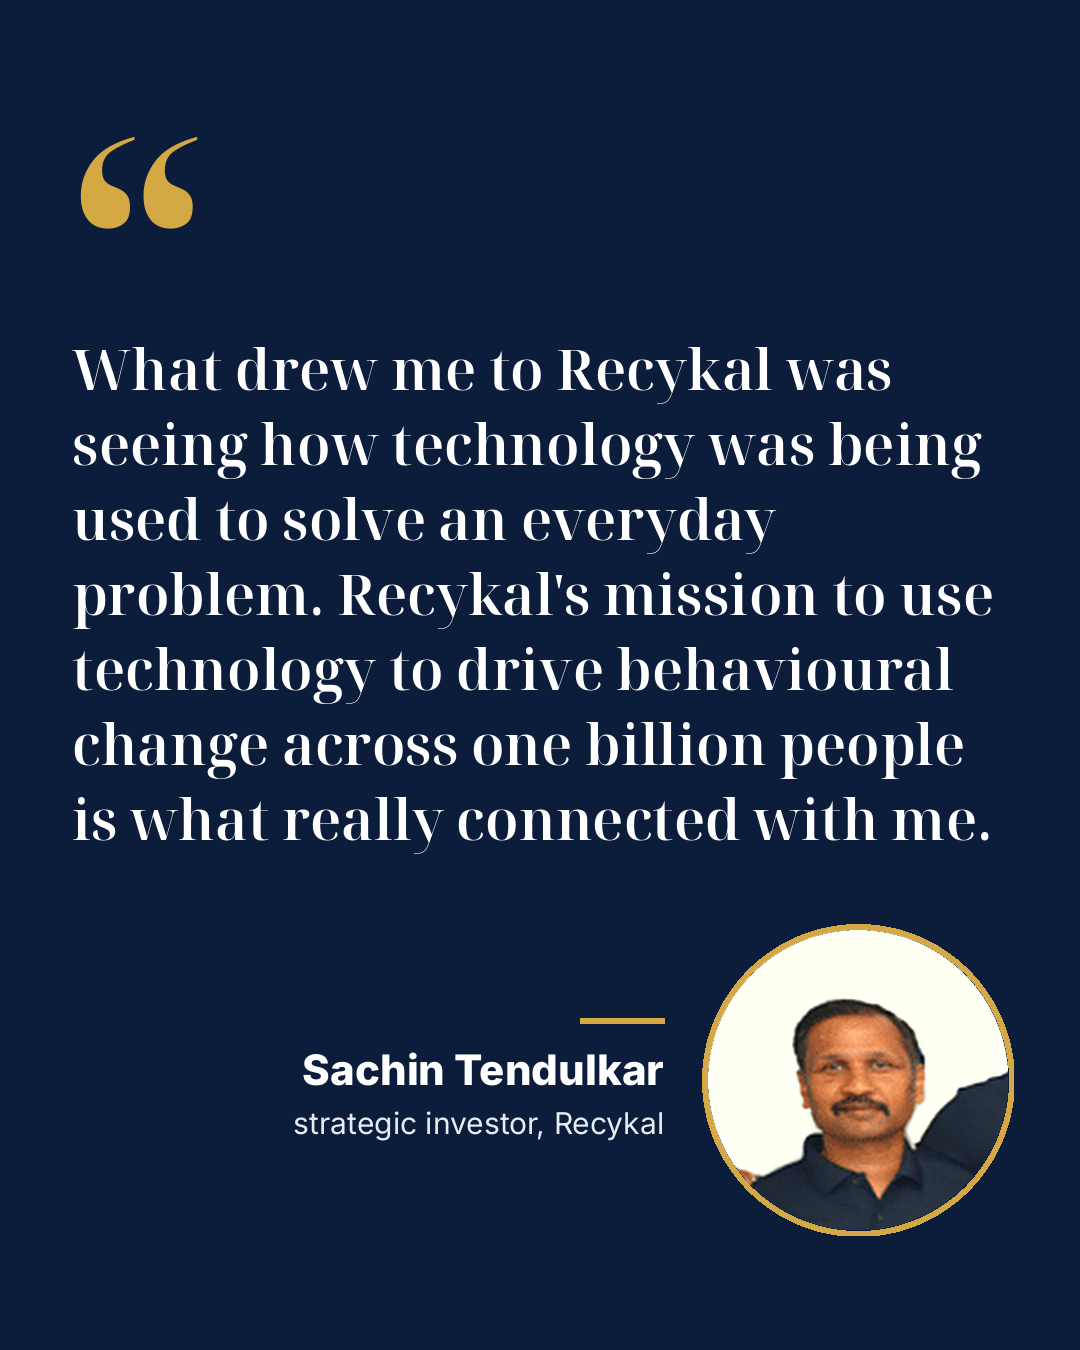 “
What drew me to Recykal was
seeing how technology was being
used to solve an everyday
problem. Recykal's mission to use
technology to drive behavioural
change across one billion people
is what really connected with me.
Sachin Tendulkar
strategic investor, Recykal